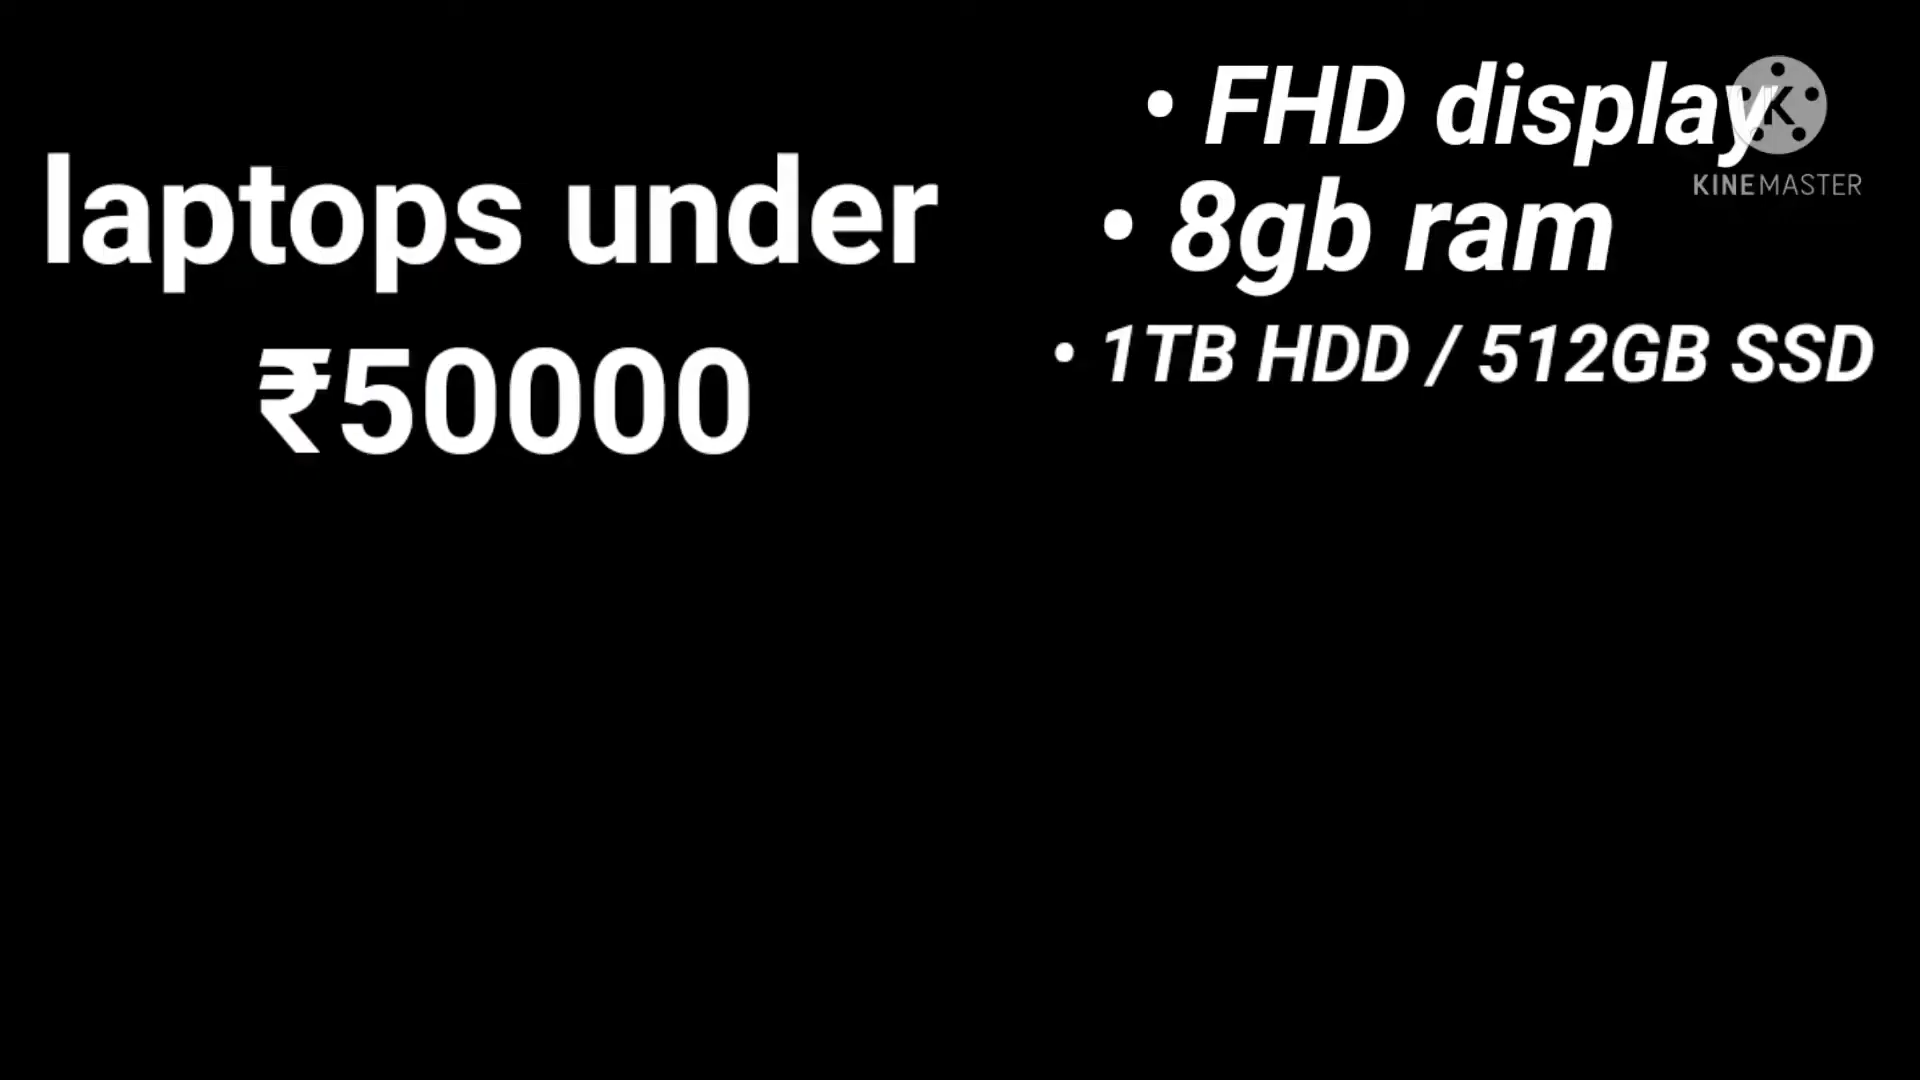 laptops under
₹50000
• FHD display
• 8gb ram
• 1TB HDD / 512GB SSD
K
KINEMASTER